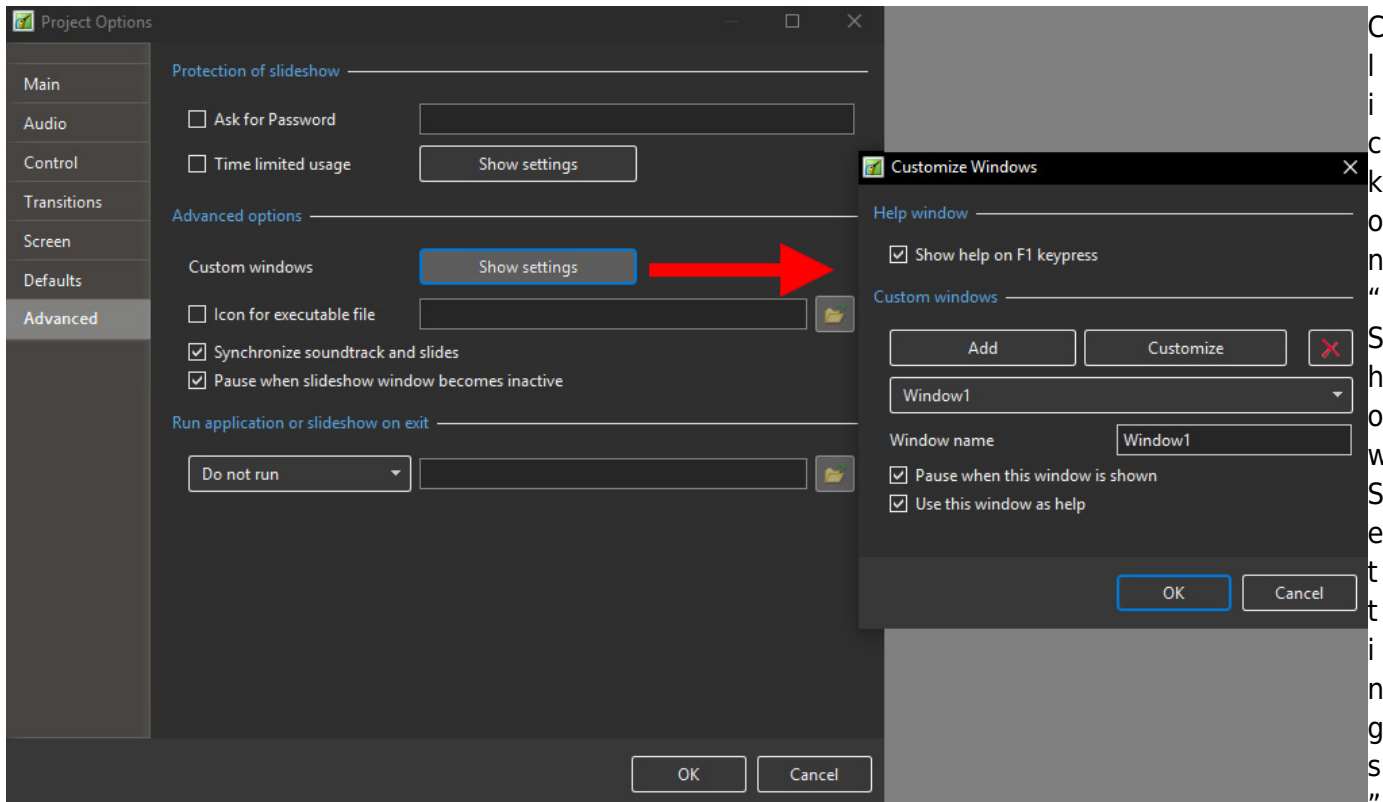 Project Options
Main
Audio
Control
Transitions
Screen
Defaults
Advanced
Protection of slideshow
Ask for Password
Time limited usage
Show settings
Advanced options
Custom windows
Show settings
Icon for executable file
Synchronize soundtrack and slides
Pause when slideshow window becomes inactive
Run application or slideshow on exit
Do not run
OK
Cancel
Customize Windows
Help window
Show help on F1 keypress
Custom windows
Add
Customize
Window1
Window name
Window1
Pause when this window is shown
Use this window as help
OK
Cancel
C
l
i
c
k
o
n
“
S
h
o
w
S
e
t
t
i
n
g
s
”